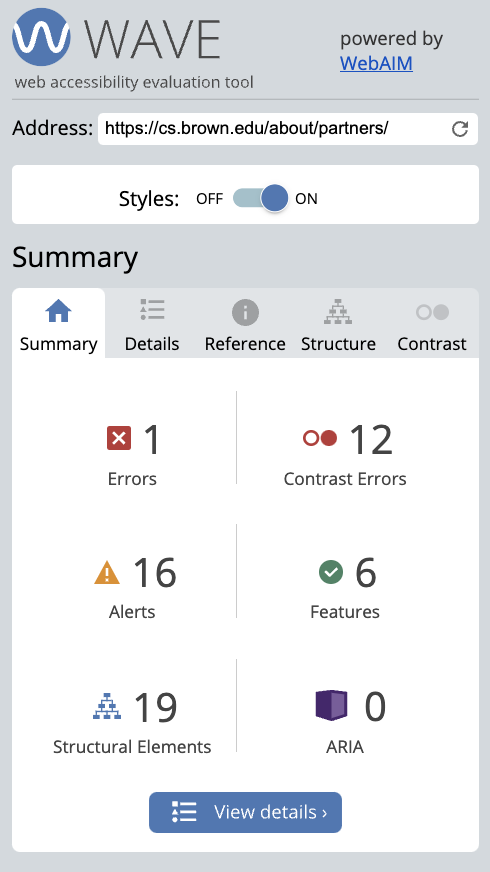 WAVE
web accessibility evaluation tool
powered by
WebAIM
Address: https://cs.brown.edu/about/partners/
Styles: OFF ON
Summary
Summary Details Reference Structure Contrast
1
Errors
12
Contrast Errors
16
Alerts
6
Features
19
Structural Elements
0
ARIA
View details ›